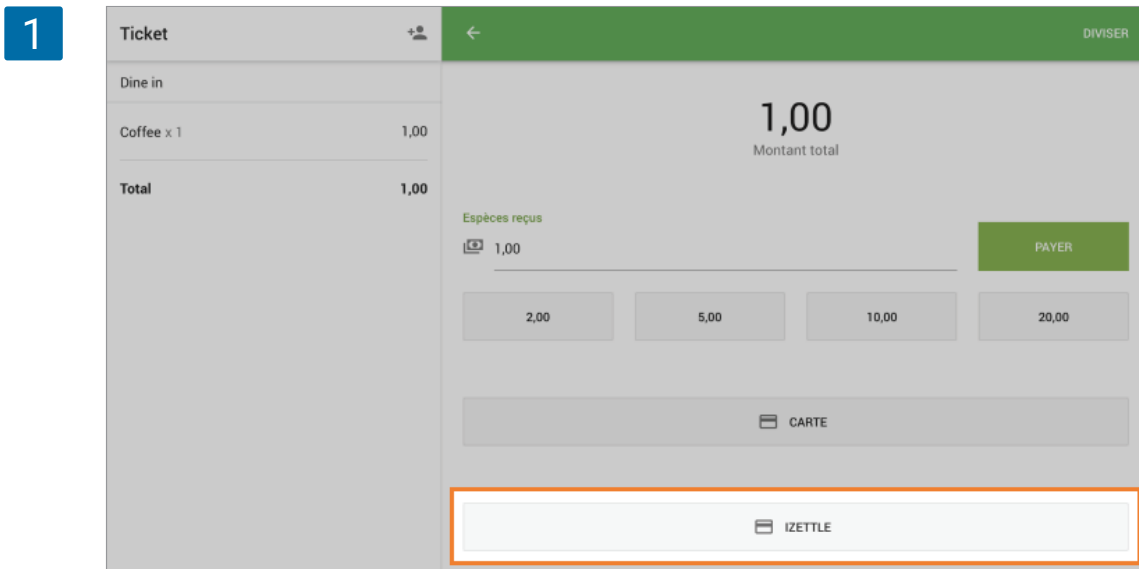 1
Ticket
DIVISER
Dine in
Coffee x 1 1,00
Total 1,00
1,00
Montant total
Espèces reçus
1,00
PAYER
2,00 5,00 10,00 20,00
CARTE
IZETTLE